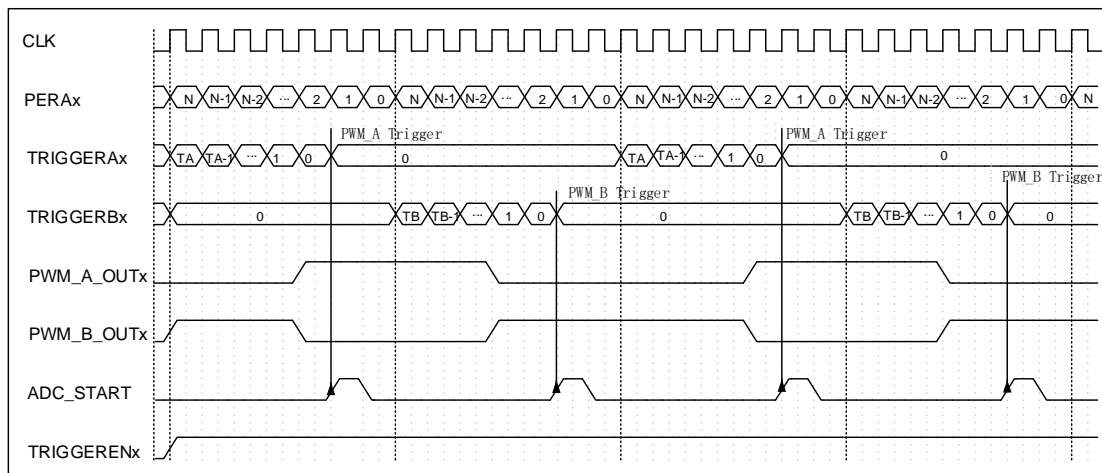 CLK
PERAx N N-1 N-2 ... 2 1 0 N N-1 N-2 ... 2 1 0 N N-1 N-2 ... 2 1 0 N N-1 N-2 ... 2 1 0 N
PWM_A Trigger PWM_A Trigger
TRIGGERAx TA TA-1 ... 1 0 0 TA TA-1 ... 1 0 0
PWM_B Trigger PWM_B Trigger
TRIGGERBx 0 TB TB-1 ... 1 0 0 TB TB-1 ... 1 0 0
PWM_A_OUTx
PWM_B_OUTx
ADC_START
TRIGGERENx